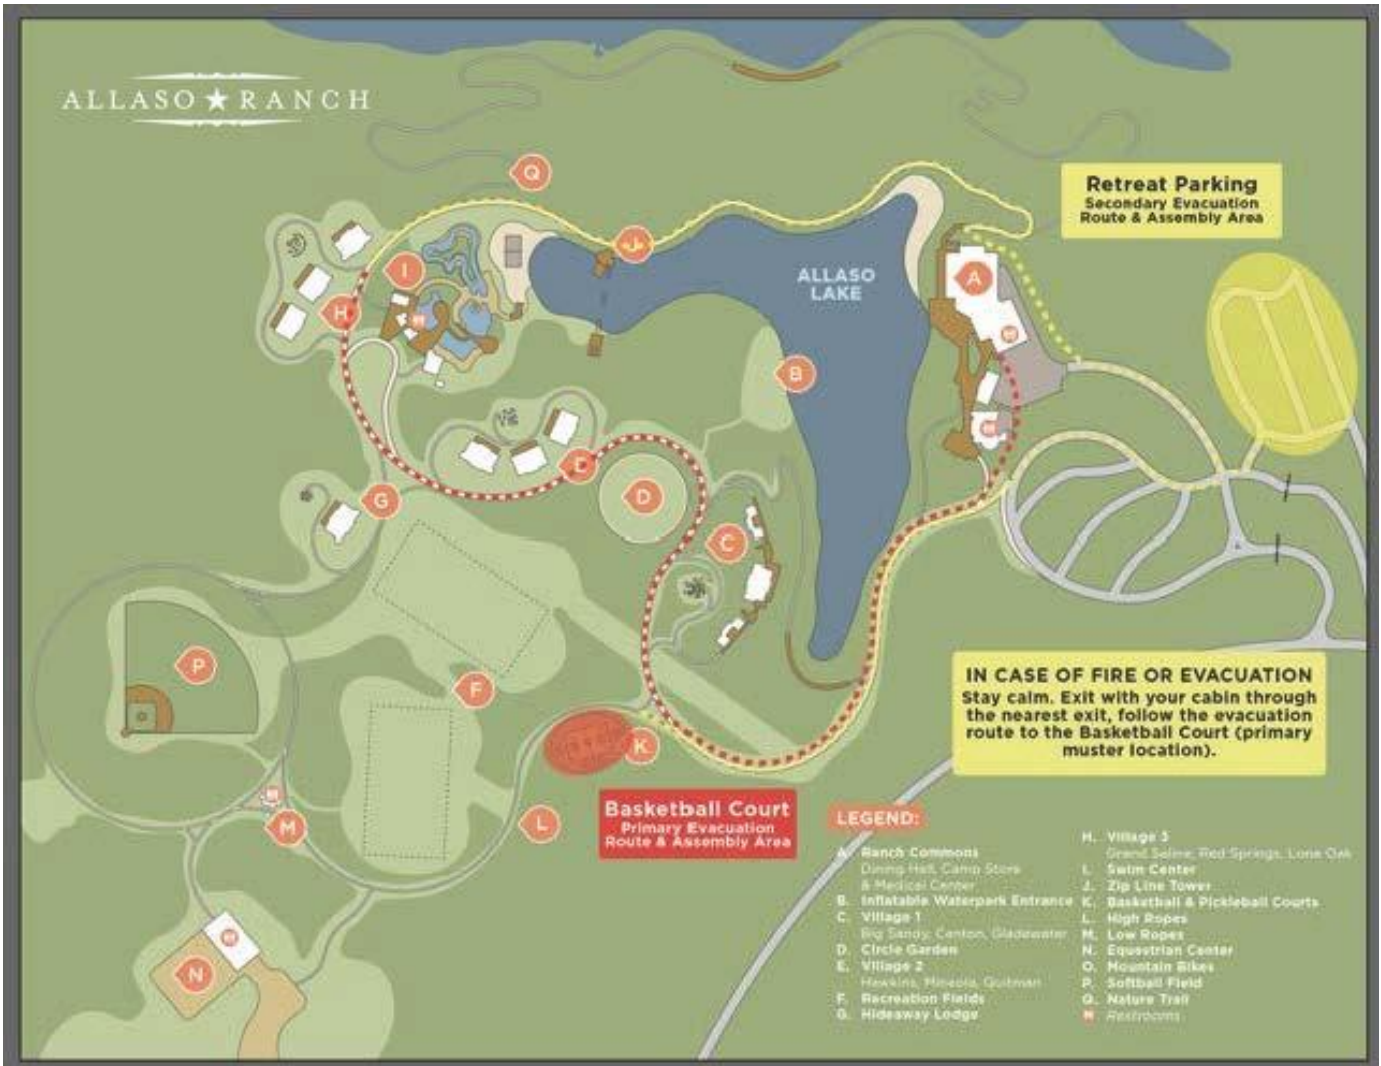 ALLASO ★ RANCH
Q
Retreat Parking
Secondary Evacuation
Route & Assembly Area
J
I
A
ALLASO
LAKE
H
B
E
D
G
C
P
F
IN CASE OF FIRE OR EVACUATION
Stay calm. Exit with your cabin through
the nearest exit, follow the evacuation
route to the Basketball Court (primary
muster location).
K
Basketball Court
Primary Evacuation
Route & Assembly Area
L
M
N
LEGEND:
A. Ranch Commons
Dining Hall, Camp Store
& Medical Center
B. Inflatable Waterpark Entrance
C. Village 1
Big Sandy, Canton, Gladewater
D. Circle Garden
E. Village 2
Hawkins, Mineola, Quitman
F. Recreation Fields
G. Hideaway Lodge
H. Village 3
Grand Saline, Red Springs, Lone Oak
I. Swim Center
J. Zip Line Tower
K. Basketball & Pickleball Courts
L. High Ropes
M. Low Ropes
N. Equestrian Center
O. Mountain Bikes
P. Softball Field
Q. Nature Trail
Restrooms